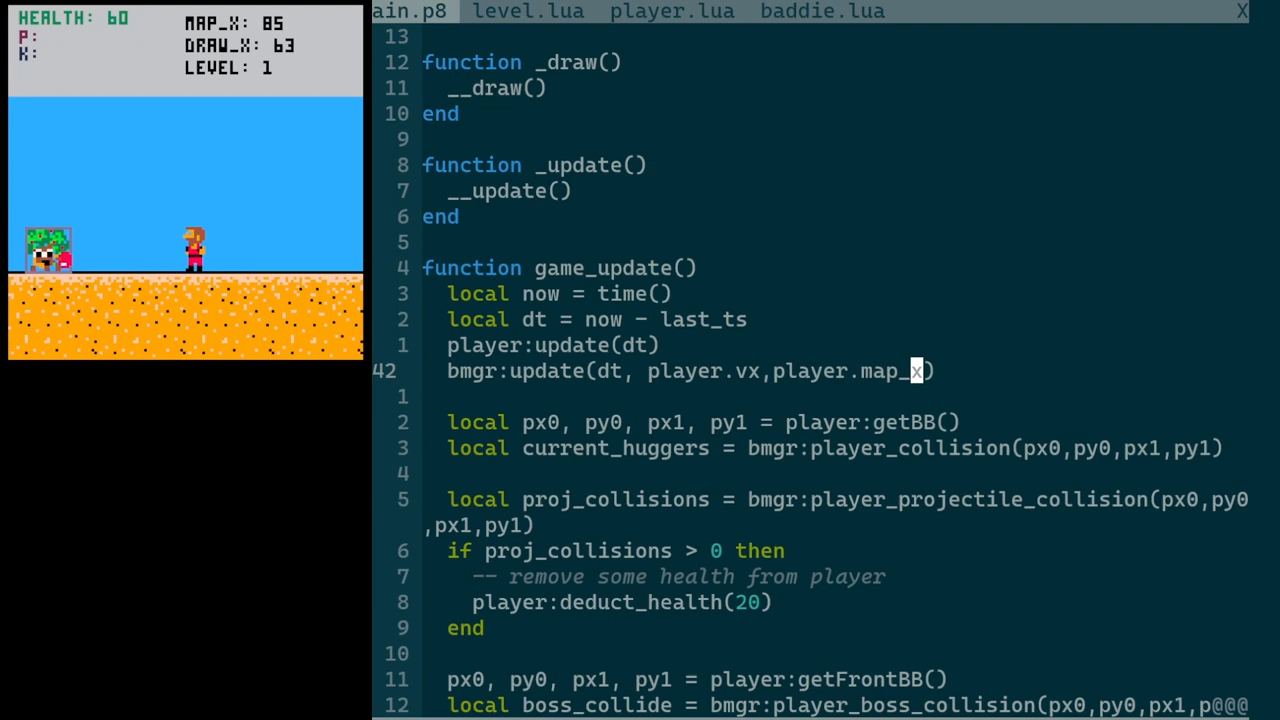 HEALTH: 60
P:
K:
MAP_X: 85
DRAW_X: 63
LEVEL: 1
ain.p8 level.lua player.lua baddie.lua X
13
12 function _draw()
11 __draw()
10 end
9
8 function _update()
7 __update()
6 end
5
4 function game_update()
3 local now = time()
2 local dt = now - last_ts
1 player:update(dt)
42 bmgr:update(dt, player.vx,player.map_x)
1
2 local px0, py0, px1, py1 = player:getBB()
3 local current_huggers = bmgr:player_collision(px0,py0,px1,py1)
4
5 local proj_collisions = bmgr:player_projectile_collision(px0,py0
,px1,py1)
6 if proj_collisions > 0 then
7 -- remove some health from player
8 player:deduct_health(20)
9 end
10
11 px0, py0, px1, py1 = player:getFrontBB()
12 local boss_collide = bmgr:player_boss_collision(px0,py0,px1,p@@@